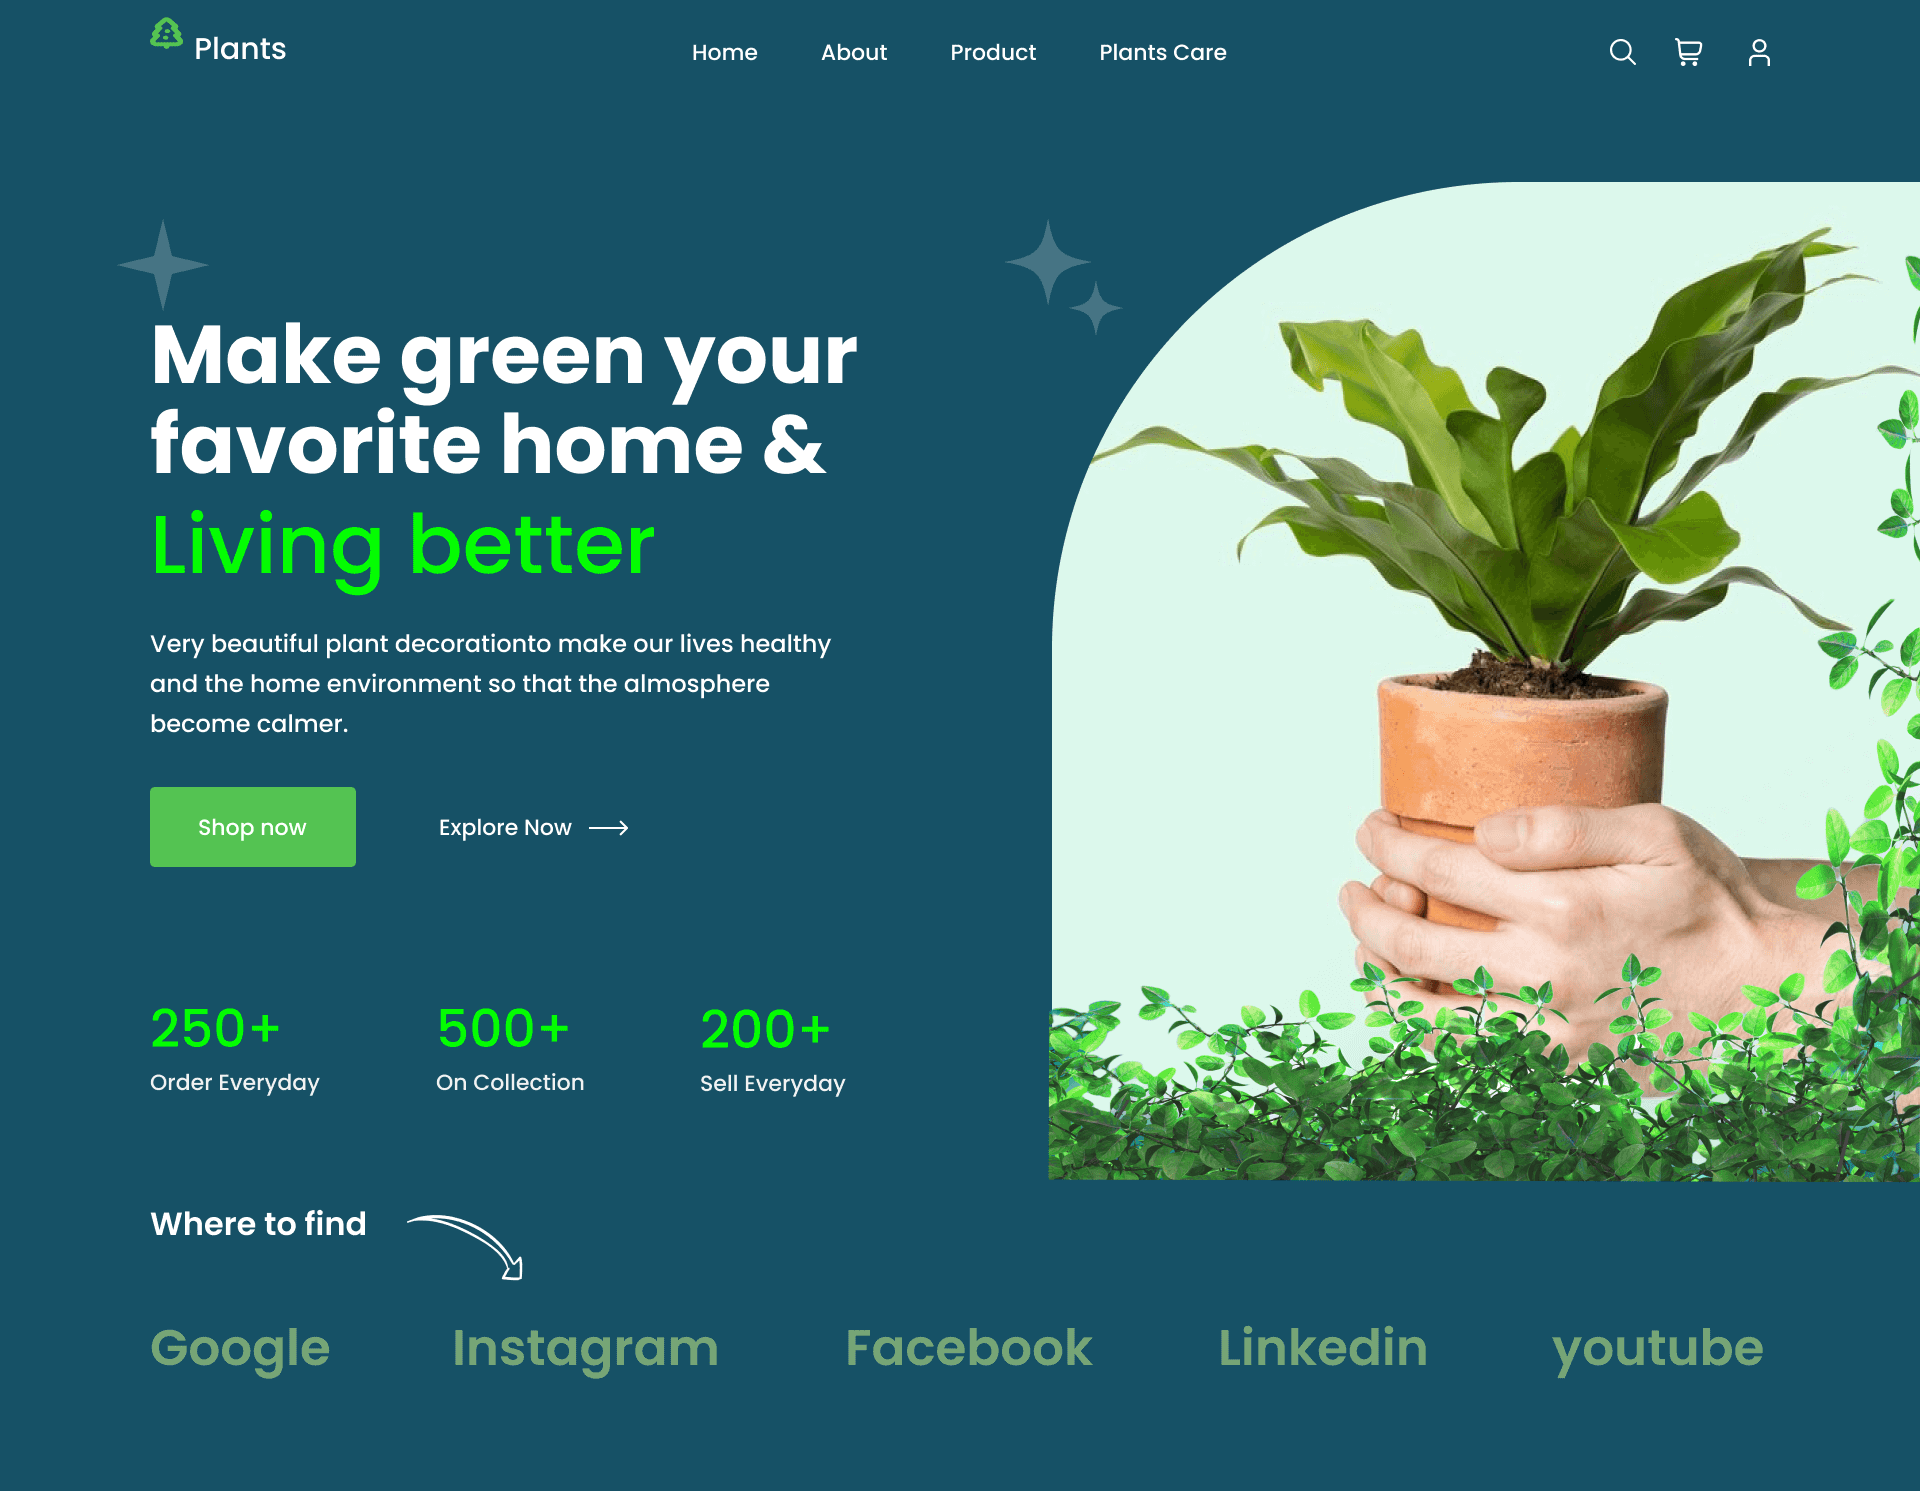 Plants
Home
About
Product
Plants Care
Make green your
favorite home &
Living better
Very beautiful plant decorationto make our lives healthy
and the home environment so that the almosphere
become calmer.
Shop now
Explore Now
250+
Order Everyday
500+
On Collection
200+
Sell Everyday
Where to find
Google
Instagram
Facebook
Linkedin
youtube